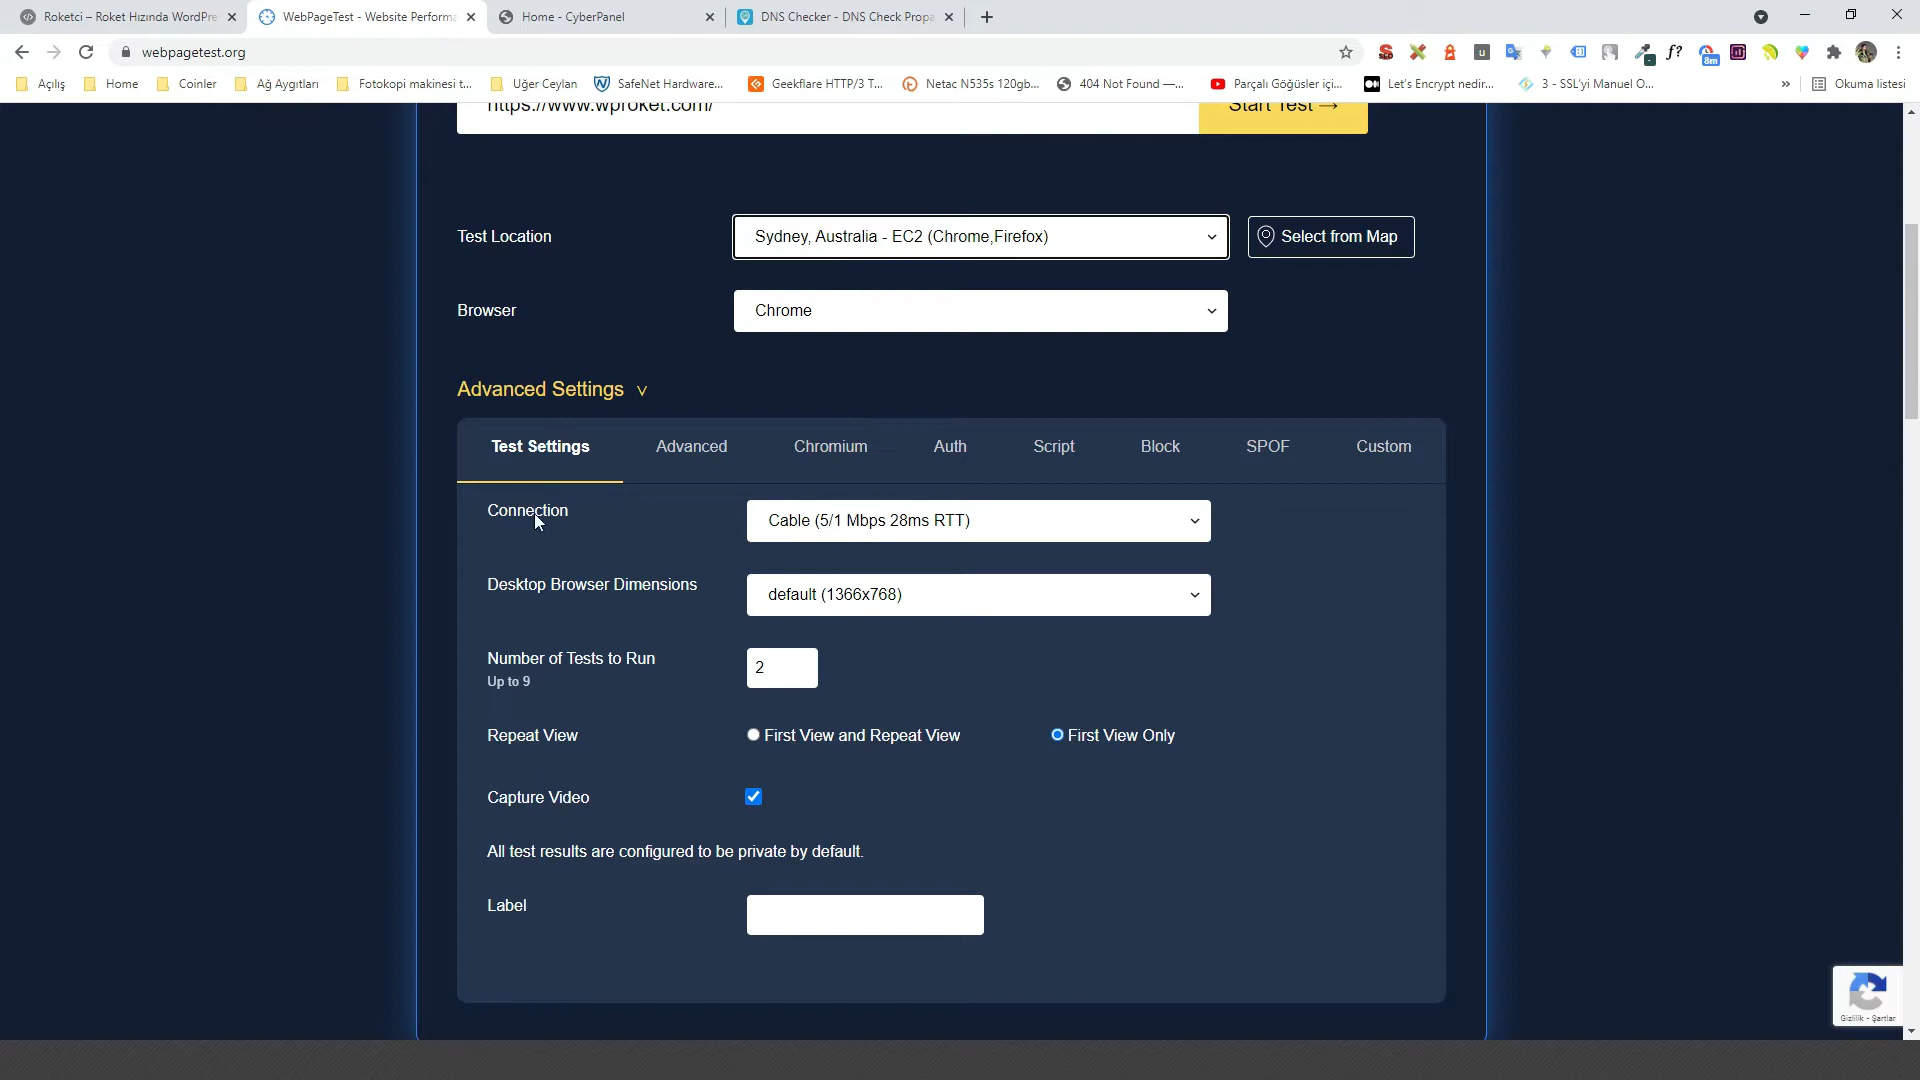 Roketci – Roket Hızında WordPre
WebPageTest - Website Performa
Home - CyberPanel
DNS Checker - DNS Check Propa
webpagetest.org
8m
Açılış
Home
Coinler
Ağ Aygıtları
Fotokopi makinesi t...
Uğer Ceylan
SafeNet Hardware...
Geekflare HTTP/3 T...
Netac N535s 120gb...
404 Not Found —...
Parçalı Göğüsler içi...
Let's Encrypt nedir...
3 - SSL'yi Manuel O...
»
Okuma listesi
https://www.wproket.com/
Start Test →
Test Location
Sydney, Australia - EC2 (Chrome,Firefox)
Select from Map
Browser
Chrome
Advanced Settings
Test Settings
Advanced
Chromium
Auth
Script
Block
SPOF
Custom
Connection
Cable (5/1 Mbps 28ms RTT)
Desktop Browser Dimensions
default (1366x768)
Number of Tests to Run
Up to 9
2
Repeat View
First View and Repeat View
First View Only
Capture Video
All test results are configured to be private by default.
Label
Gizlilik - Şartlar